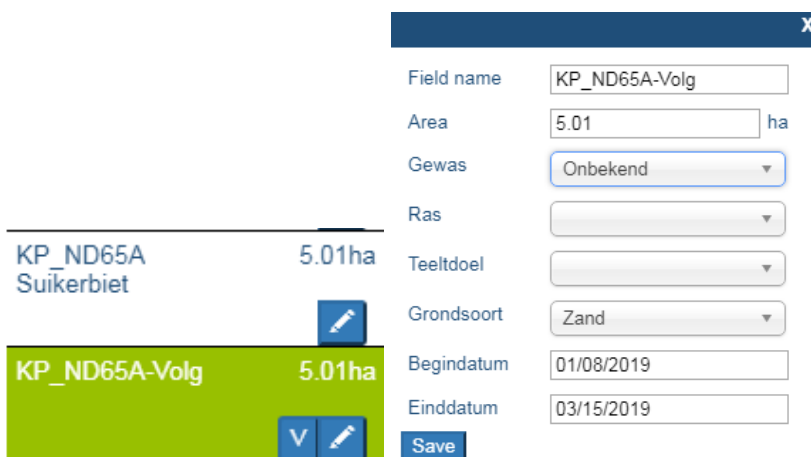 KP_ND65A 5.01ha
Suikerbiet
KP_ND65A-Volg 5.01ha
V
X
Field name KP_ND65A-Volg
Area 5.01 ha
Gewas Onbekend
Ras
Teeltdoel
Grondsoort Zand
Begindatum 01/08/2019
Einddatum 03/15/2019
Save